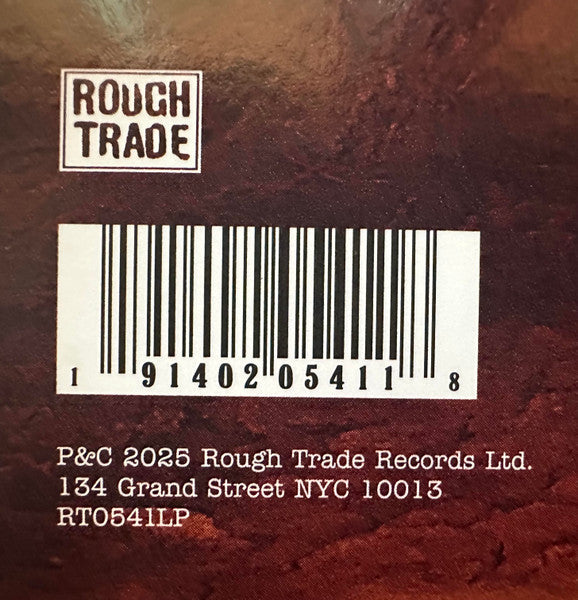 ROUGH
TRADE
1 91402 05411 8
P&C 2025 Rough Trade Records Ltd.
134 Grand Street NYC 10013
RT0541LP